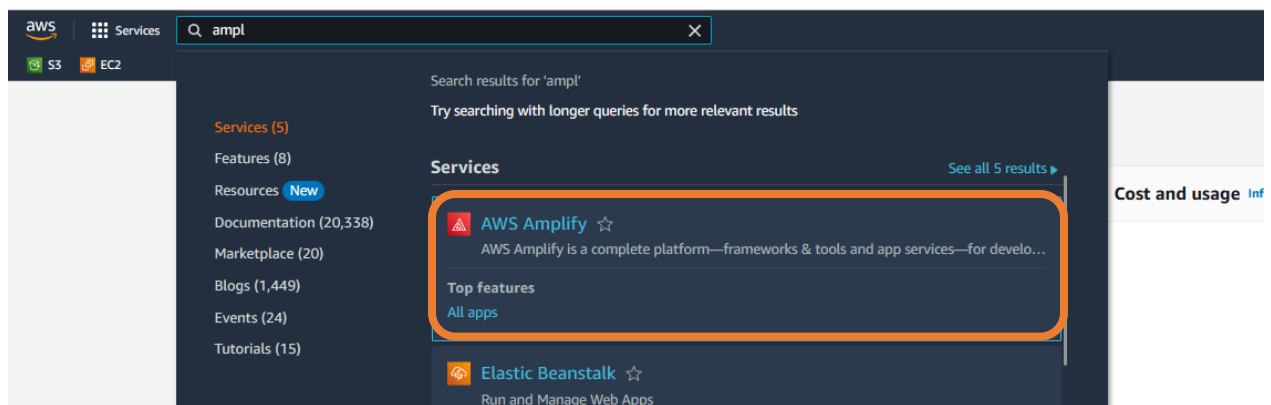 aws Services ampl
S3 EC2
Search results for 'ampl'
Try searching with longer queries for more relevant results
Services (5)
Features (8)
Resources New
Documentation (20,338)
Marketplace (20)
Blogs (1,449)
Events (24)
Tutorials (15)
Services See all 5 results
AWS Amplify
AWS Amplify is a complete platform—frameworks & tools and app services—for develo...
Top features
All apps
Elastic Beanstalk
Run and Manage Web Apps
Cost and usage Inf